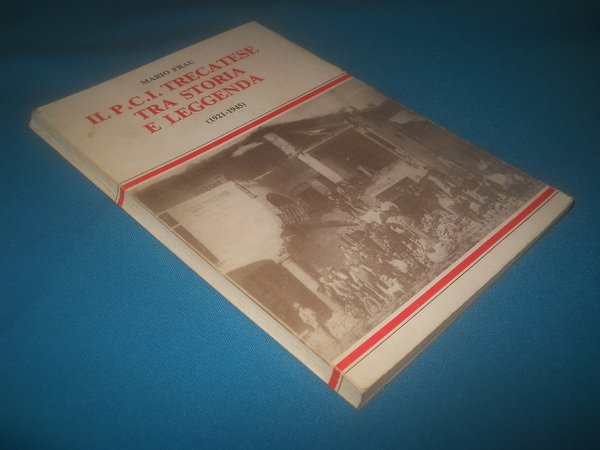 MARIO FRAU
IL P.C.I. TRECATESE
TRA STORIA
E LEGGENDA
(1921-1945)